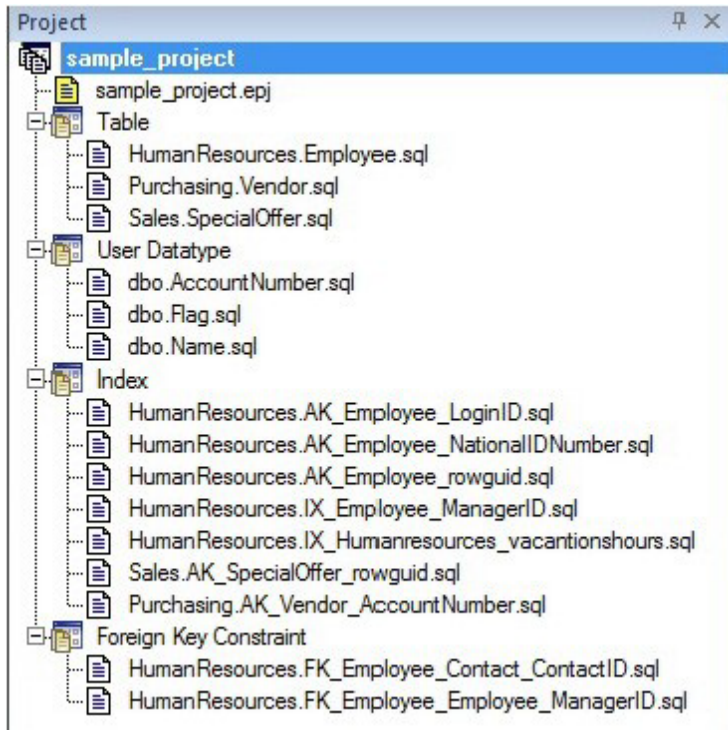 Project
sample_project
sample_project.epj
Table
HumanResources.Employee.sql
Purchasing.Vendor.sql
Sales.SpecialOffer.sql
User Datatype
dbo.AccountNumber.sql
dbo.Flag.sql
dbo.Name.sql
Index
HumanResources.AK_Employee_LoginID.sql
HumanResources.AK_Employee_NationalIDNumber.sql
HumanResources.AK_Employee_rowguid.sql
HumanResources.IX_Employee_ManagerID.sql
HumanResources.IX_Humanresources_vacantionshours.sql
Sales.AK_SpecialOffer_rowguid.sql
Purchasing.AK_Vendor_AccountNumber.sql
Foreign Key Constraint
HumanResources.FK_Employee_Contact_ContactID.sql
HumanResources.FK_Employee_Employee_ManagerID.sql